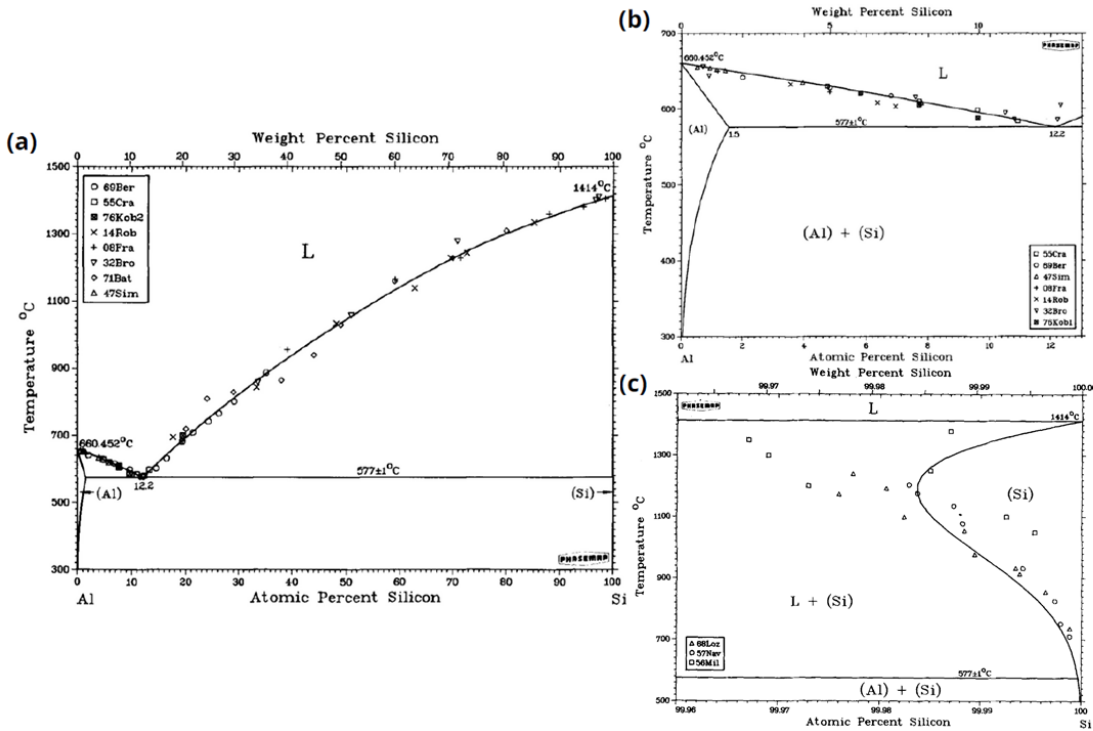 (a)
Weight Percent Silicon
0 10 20 30 40 50 60 70 80 90 100
1500
1300
1100
900
700
500
300
Temperature °C
69Ber
55Cra
76Kob2
14Rob
08Fra
32Bro
71Bat
47Sim
L
1414°C
660.452°C
577±1°C
12.2
(Al)
(Si)
PHASEMAP
0 10 20 30 40 50 60 70 80 90 100
Al Atomic Percent Silicon Si
(b)
Weight Percent Silicon
0 5 10
700
600
500
400
300
Temperature °C
PHASEMAP
660.452°C
L
577±1°C
(Al)
1.5
12.2
(Al) + (Si)
55Cra
69Ber
47Sim
08Fra
14Rob
32Bro
76Kob1
0 2 4 6 8 10 12
Al Atomic Percent Silicon
(c)
Weight Percent Silicon
99.97 99.98 99.99 100.00
1500
1300
1100
900
700
500
Temperature °C
PHASEMAP
L
1414°C
(Si)
L + (Si)
68Loz
57Nav
56Mil
577±1°C
(Al) + (Si)
99.96 99.97 99.98 99.99 100
Atomic Percent Silicon Si